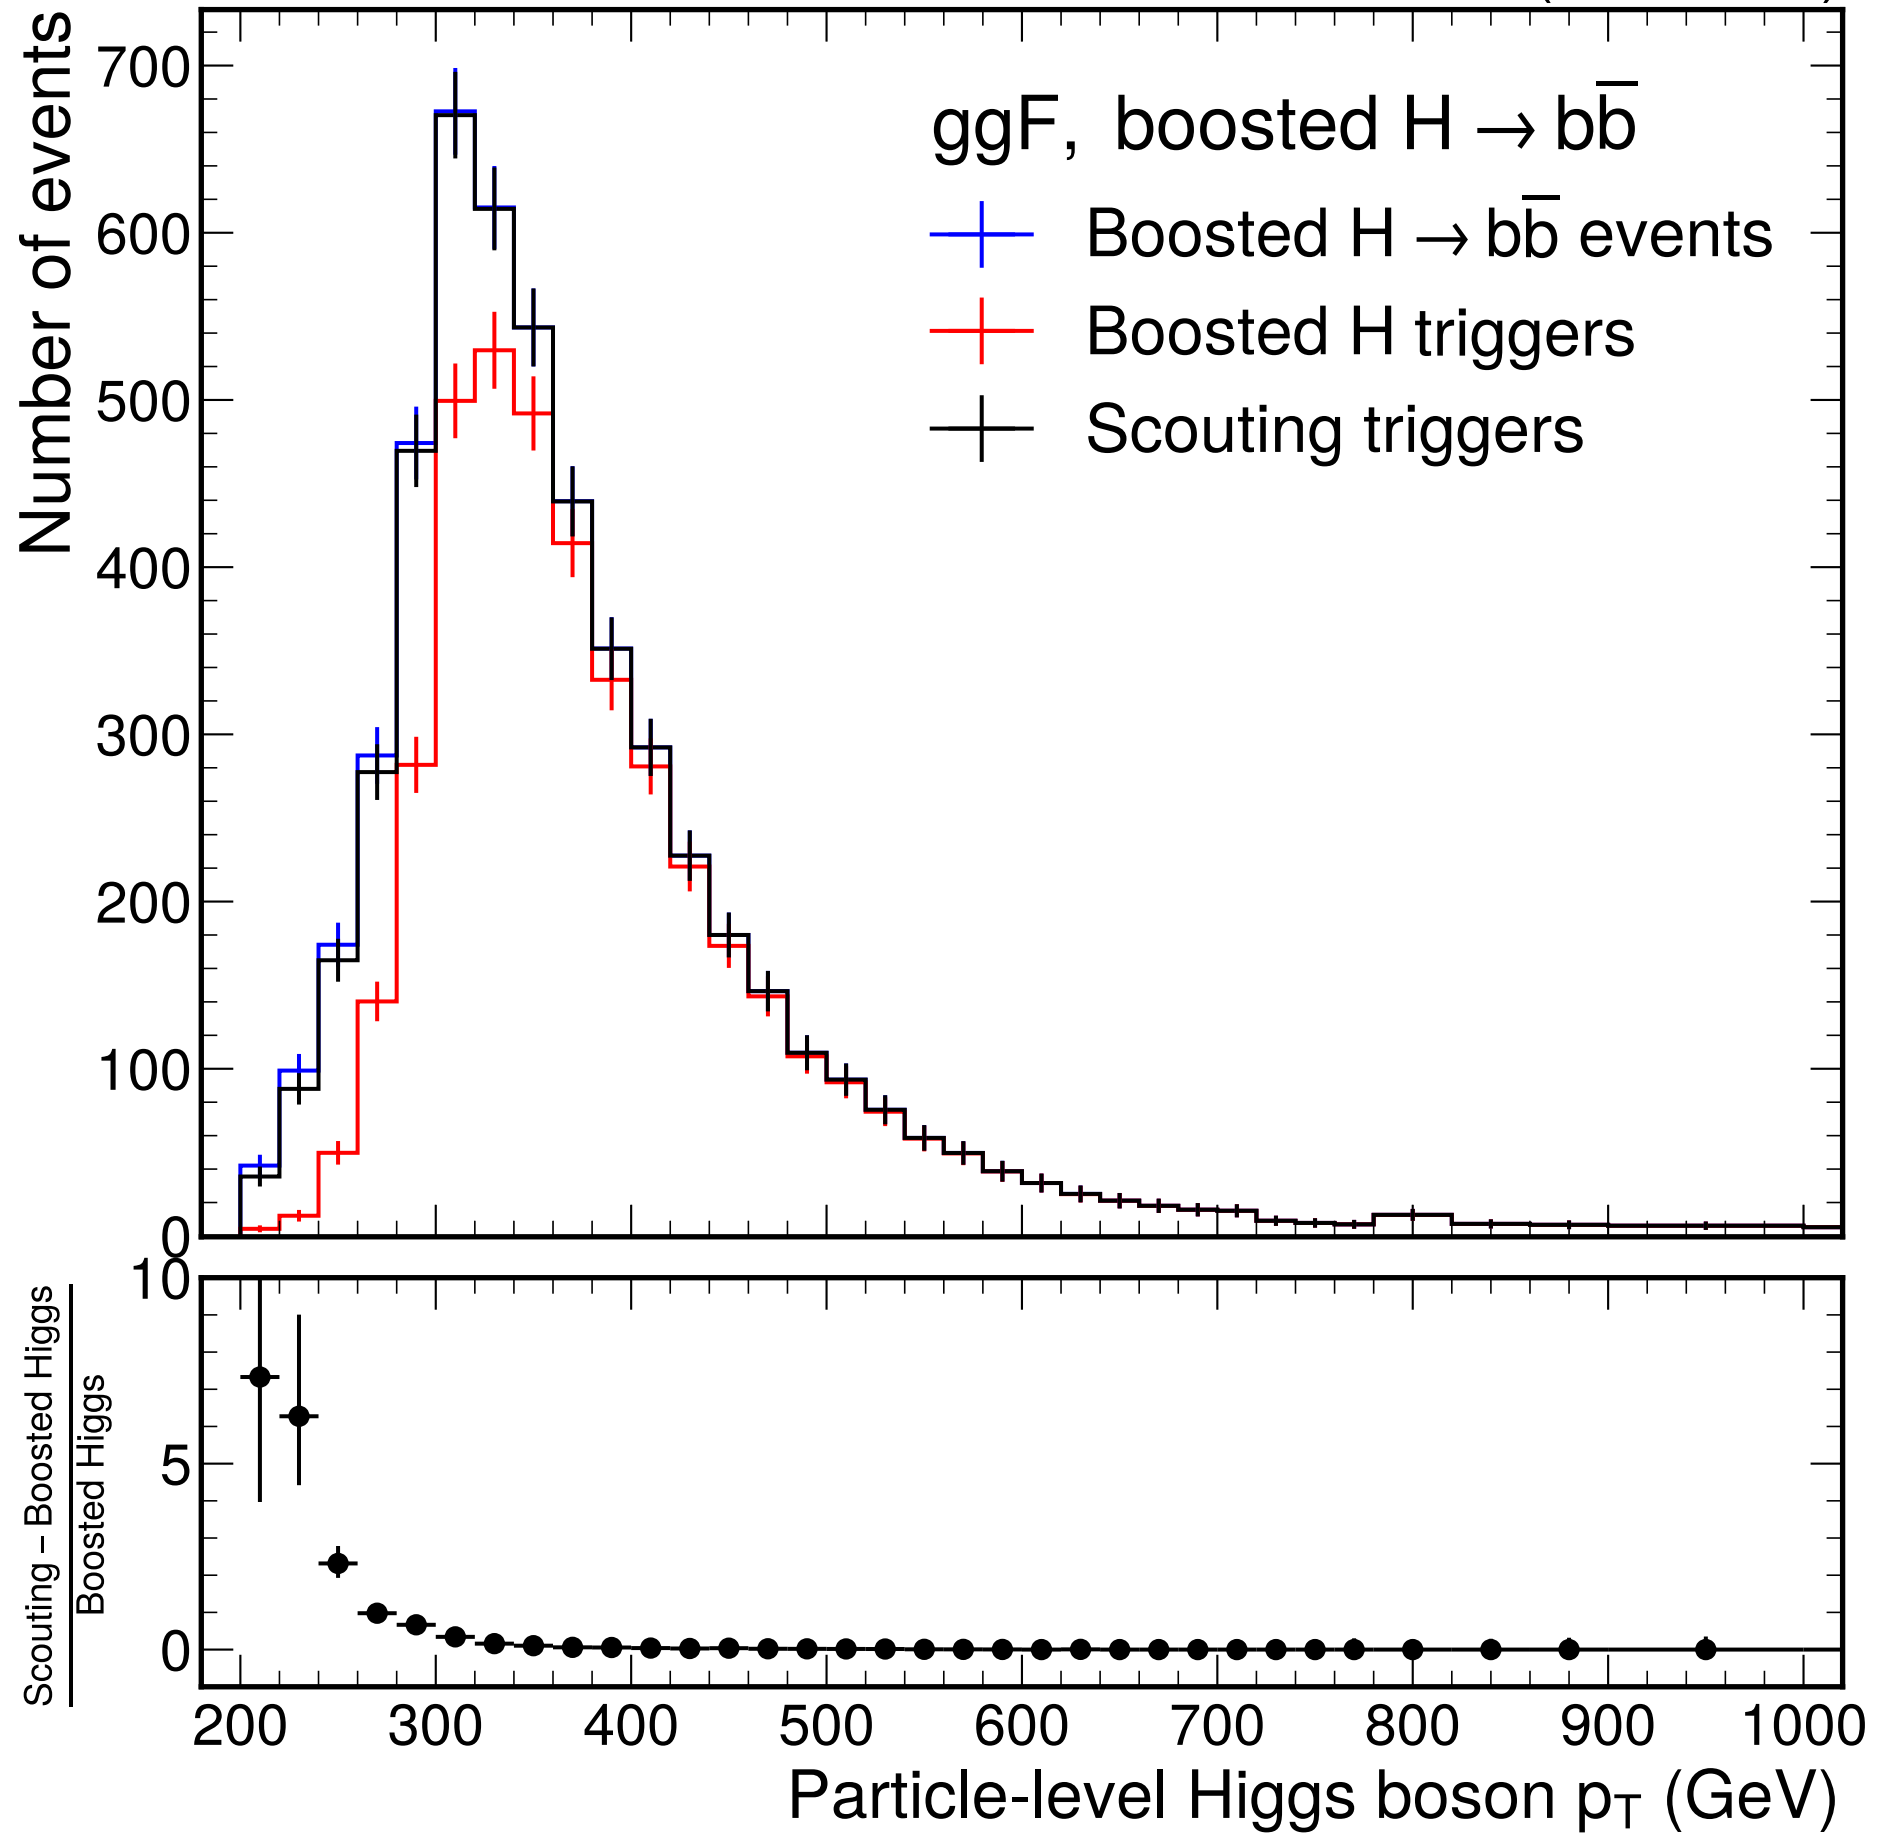 Number of events
700
600
500
400
300
200
100
0
ggF, boosted H → bb̅
Boosted H → bb̅ events
Boosted H triggers
Scouting triggers
Scouting – Boosted Higgs
Boosted Higgs
10
5
0
200 300 400 500 600 700 800 900 1000
Particle-level Higgs boson pT (GeV)